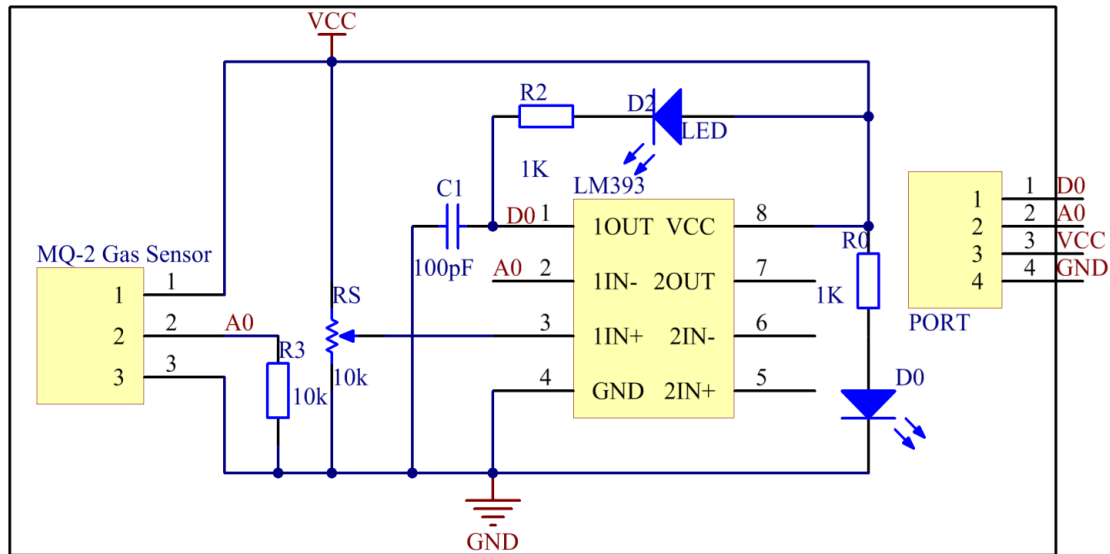 VCC
R2
D2
LED
1K
LM393
C1
D0
1
1OUT
VCC
8
100pF
A0
2
1IN-
2OUT
7
3
1IN+
2IN-
6
4
GND
2IN+
5
R0
1K
D0
MQ-2 Gas Sensor
1
1
2
2
A0
3
3
R3
10k
RS
10k
GND
1
1
D0
2
2
A0
3
3
VCC
4
4
GND
PORT